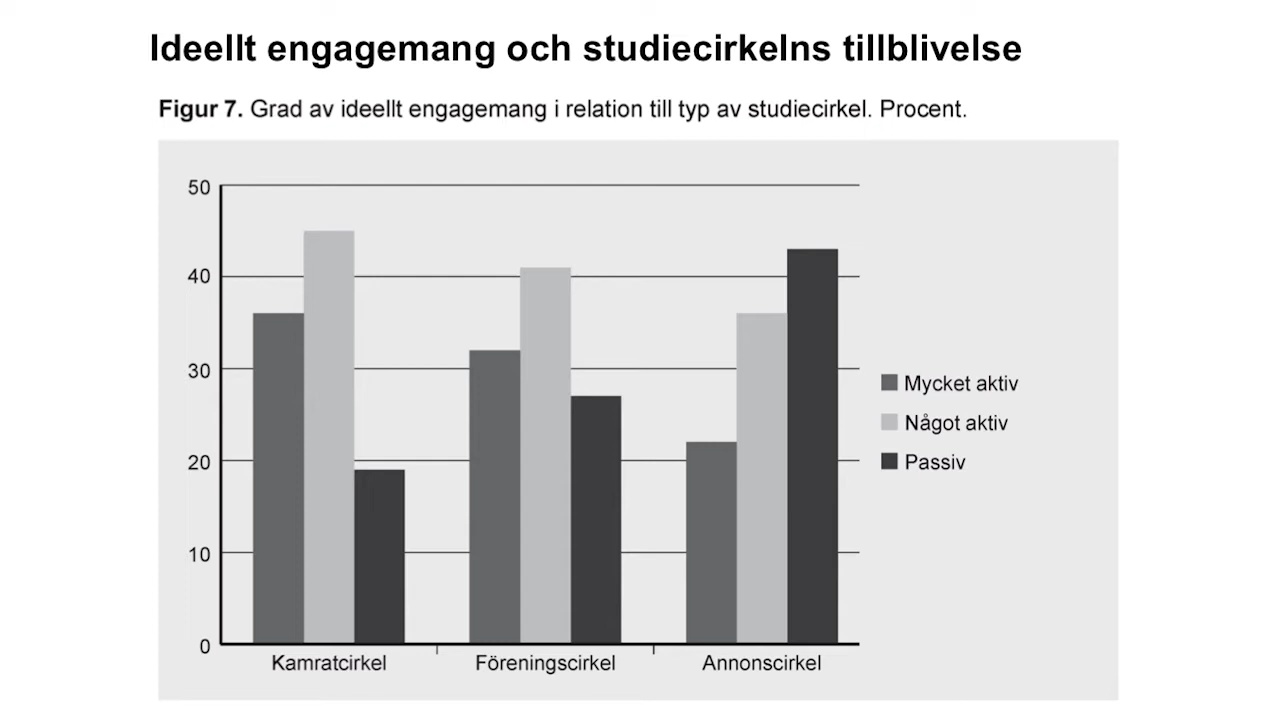 Ideellt engagemang och studiecirkelns tillblivelse
Figur 7. Grad av ideellt engagemang i relation till typ av studiecirkel. Procent.
50
40
30
20
10
0
Kamratcirkel
Föreningscirkel
Annonscirkel
Mycket aktiv
Något aktiv
Passiv